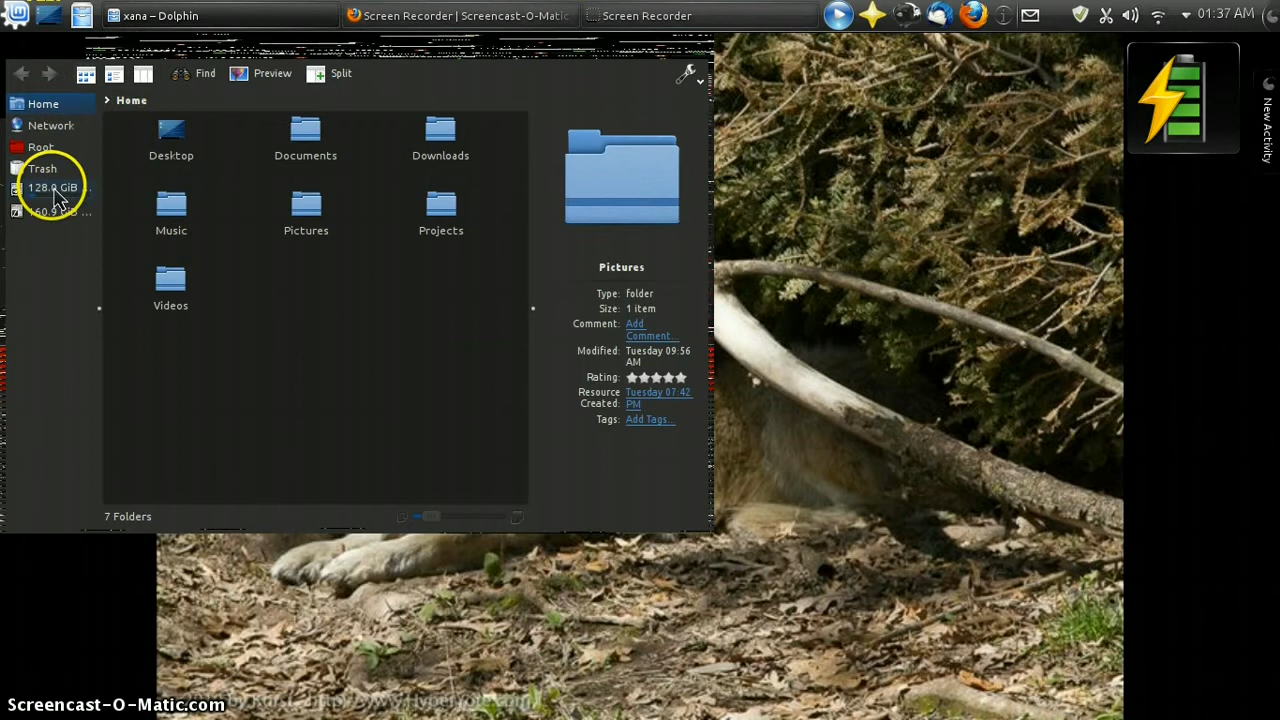 xana – Dolphin
Screen Recorder | Screencast-O-Matic
Screen Recorder
01:37 AM
Find
Preview
Split
Home
Network
Root
Trash
128.0 GiB ...
160.9 GiB ...
Home
Desktop
Documents
Downloads
Music
Pictures
Projects
Videos
7 Folders
Pictures
Type: folder
Size: 1 item
Comment: Add
Comment...
Modified: Tuesday 09:56
AM
Rating:
Resource Tuesday 07:42
Created: PM
Tags: Add Tags...
New Activity
Screencast-O-Matic.com